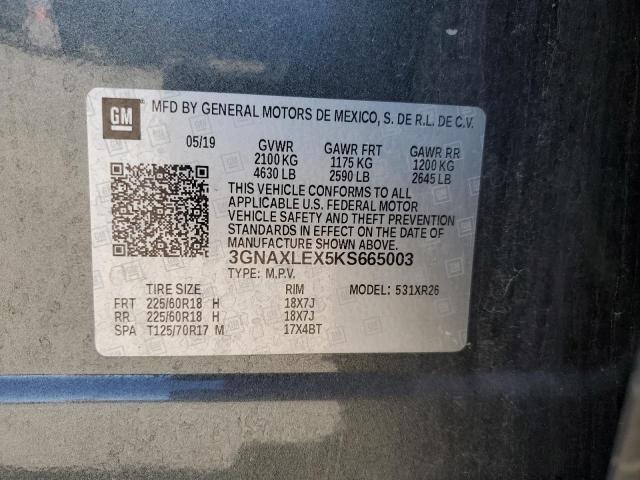 GM
MFD BY GENERAL MOTORS DE MEXICO, S. DE R.L. DE C.V.
05/19 GVWR GAWR FRT GAWR RR
2100 KG 1175 KG 1200 KG
4630 LB 2590 LB 2645 LB
THIS VEHICLE CONFORMS TO ALL
APPLICABLE U.S. FEDERAL MOTOR
VEHICLE SAFETY AND THEFT PREVENTION
STANDARDS IN EFFECT ON THE DATE OF
MANUFACTURE SHOWN ABOVE.
3GNAXLEX5KS665003
TYPE: M.P.V.
TIRE SIZE RIM MODEL: 531XR26
FRT 225/60R18 H 18X7J
RR 225/60R18 H 18X7J
SPA T125/70R17 M 17X4BT